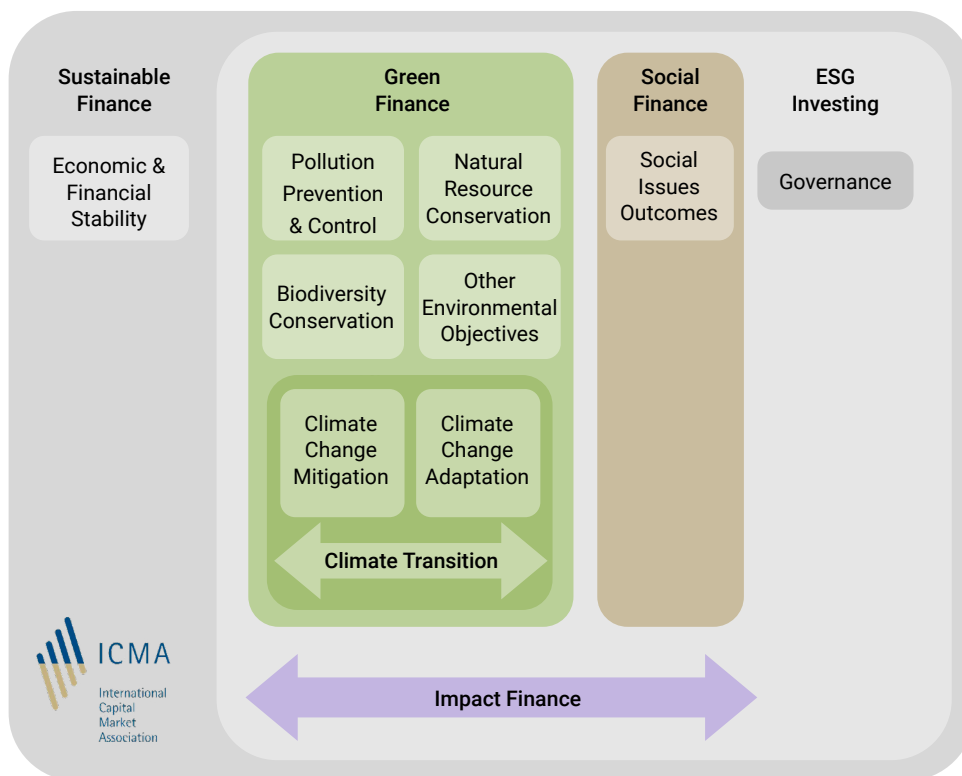 Sustainable
Finance
Economic &
Financial
Stability
Green
Finance
Pollution
Prevention
& Control
Natural
Resource
Conservation
Biodiversity
Conservation
Other
Environmental
Objectives
Climate
Change
Mitigation
Climate
Change
Adaptation
Climate Transition
Social
Finance
Social
Issues
Outcomes
ESG
Investing
Governance
Impact Finance
ICMA
International
Capital
Market
Association